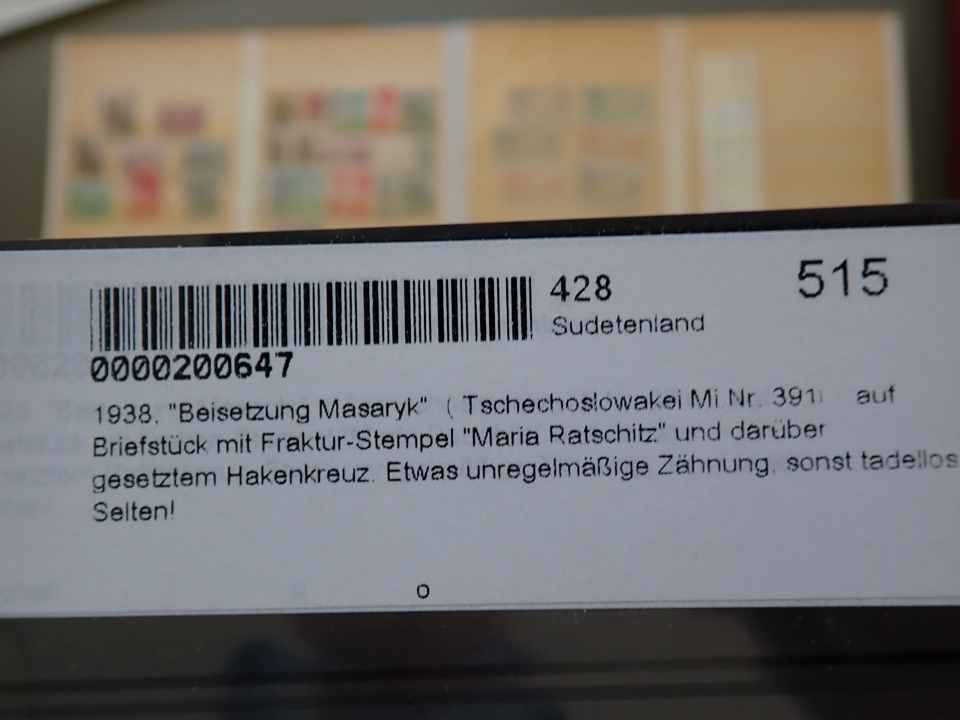 428
515
Sudetenland
0000200647
1938, "Beisetzung Masaryk" ( Tschechoslowakei Mi Nr. 391) auf
Briefstück mit Fraktur-Stempel "Maria Ratschitz" und darüber
gesetztem Hakenkreuz. Etwas unregelmäßige Zähnung, sonst tadellos
Selten!
o